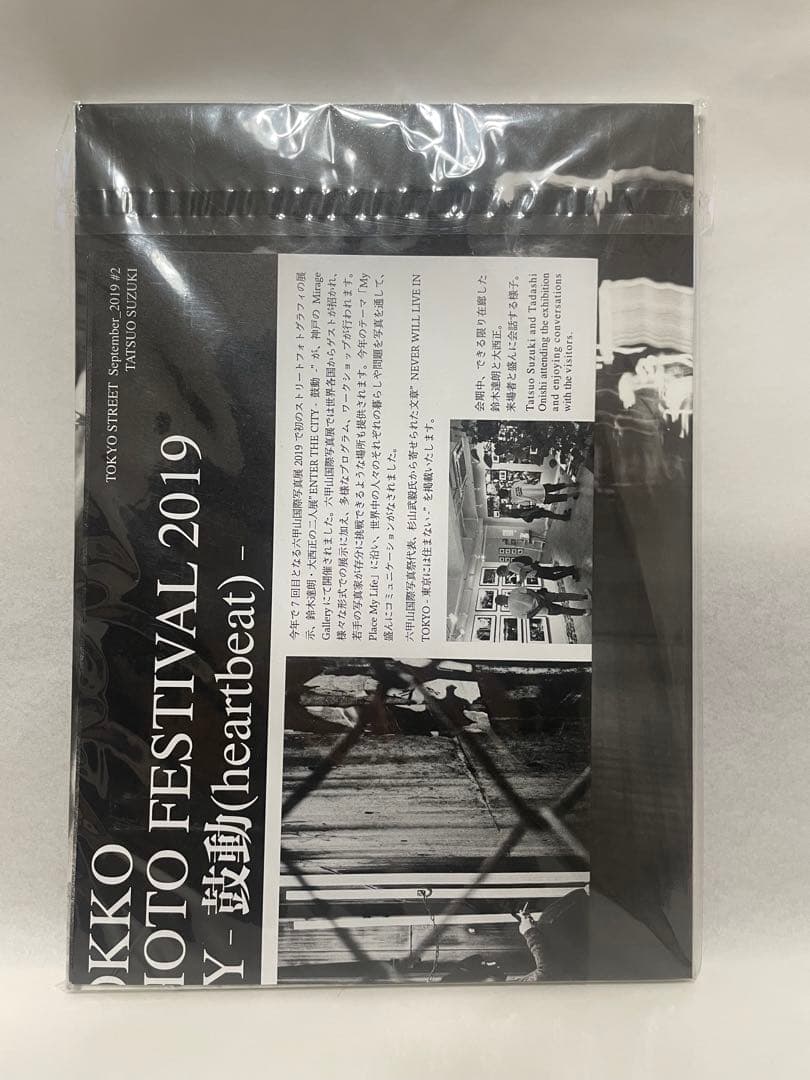 TOKYO STREET September_2019 #2
TATSUO SUZUKI
OKKO
HOTO FESTIVAL 2019
Y - 鼓動(heartbeat) -
今年で7回目となる六甲山国際写真展2019で初のストリートフォトグラフィの展
示、鈴木達朗・大西正の二人展"ENTER THE CITY - 鼓動 -" が、神戸の Mirage
Gallery にて開催されました。六甲山国際写真展では世界各国からゲストが招かれ、
様々な形式での展示に加え、多様なプログラム、ワークショップが行われます。
若手の写真家が存分に挑戦できるような場所も提供されます。今年のテーマ「My
Place My Life」に沿い、世界中の人々のそれぞれの暮らしや問題を写真を通して、
盛んにコミュニケーションがなされました。
六甲山国際写真祭代表、杉山武毅氏から寄せられた文章" NEVER WILL LIVE IN
TOKYO - 東京には住まない -" を掲載いたします。
会期中、できる限り在廊した
鈴木達朗と大西正。
来場者と盛んに会話する様子。
Tatsuo Suzuki and Tadashi
Onishi attending the exhibition
and enjoying conversations
with the visitors.